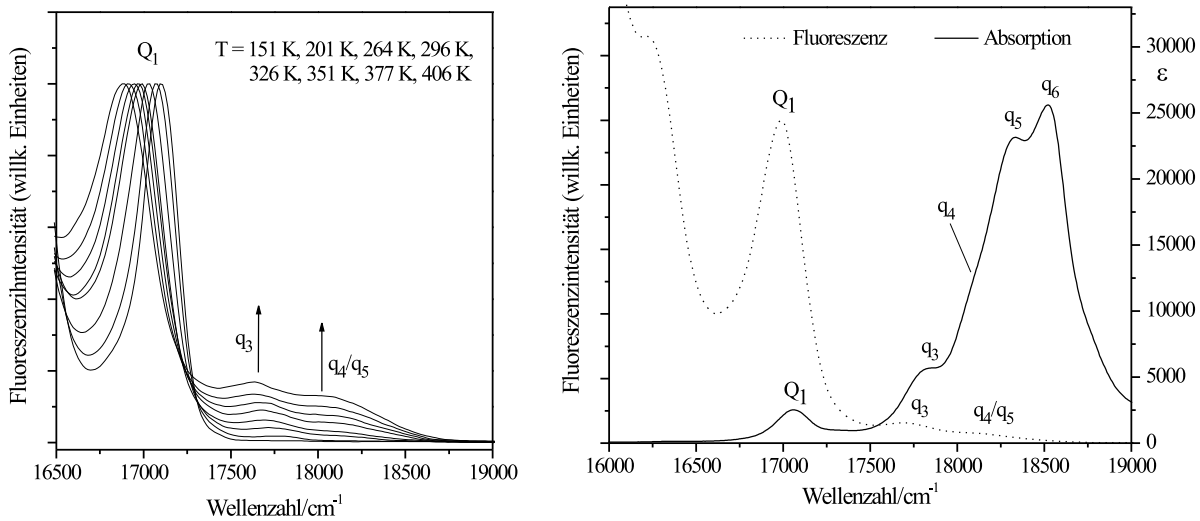 Fluoreszenzihntensität (willk. Einheiten)
Q1
T = 151 K, 201 K, 264 K, 296 K,
326 K, 351 K, 377 K, 406 K
q3
q4/q5
16500 17000 17500 18000 18500 19000
Wellenzahl/cm-1
Fluoreszenzintensität (willk. Einheiten)
Fluoreszenz Absorption
Q1
q6
q5
q4
q3
Q1
q3
q4/q5
30000
ε
25000
20000
15000
10000
5000
0
16000 16500 17000 17500 18000 18500 19000
Wellenzahl/cm-1